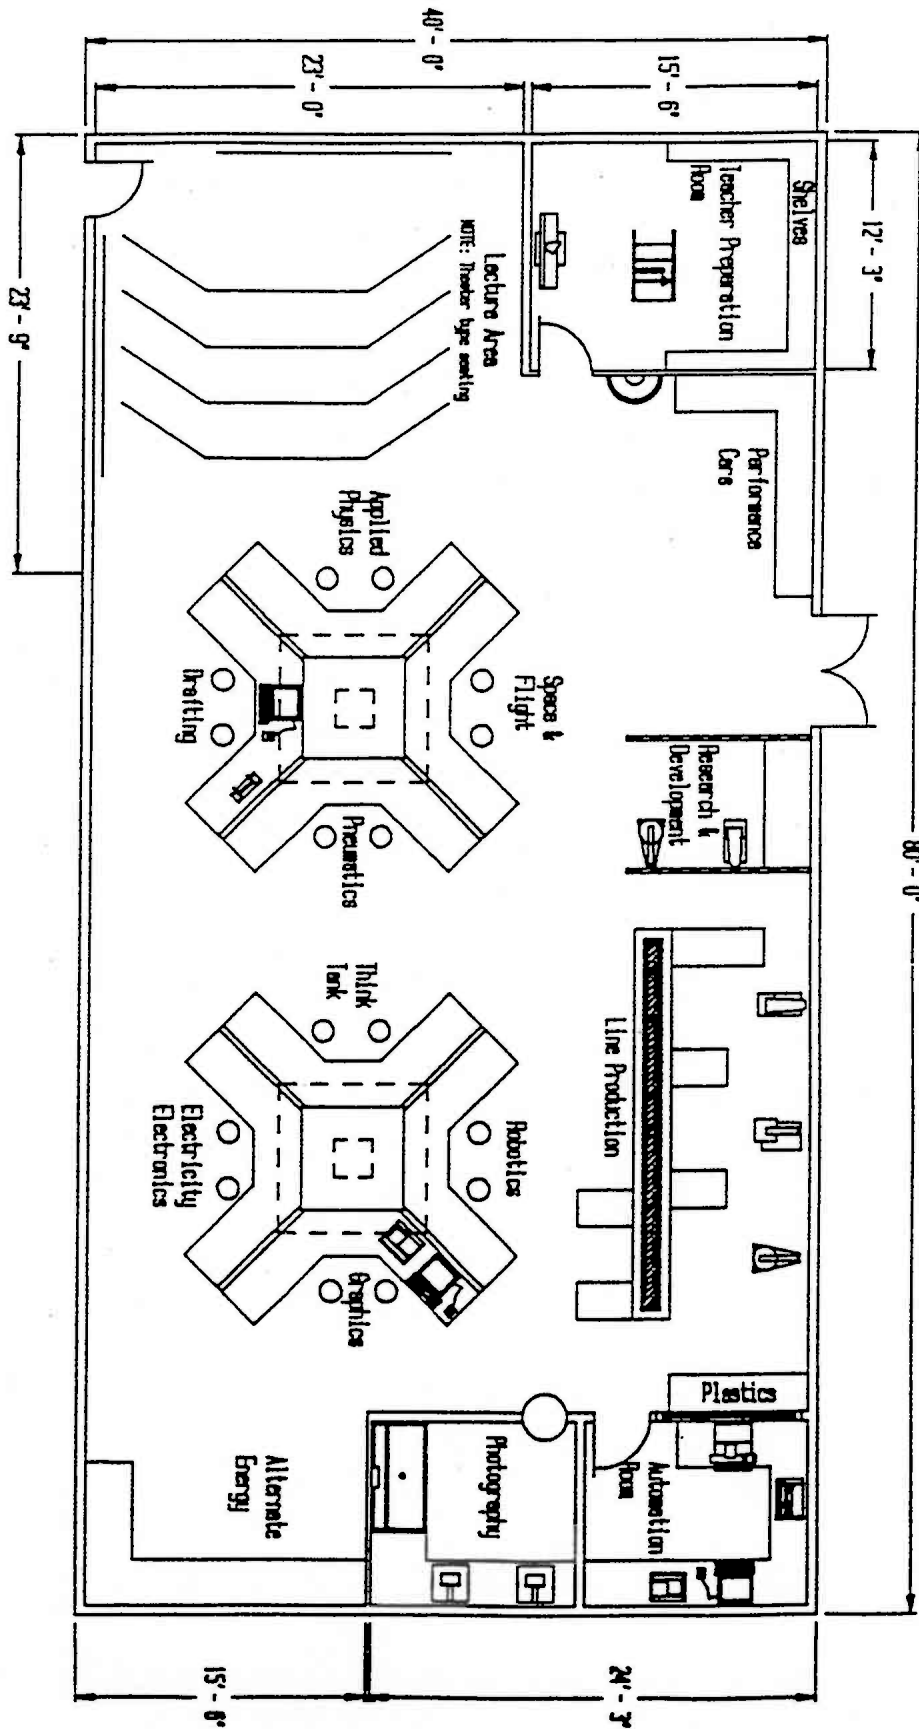 80'- 0"
12'- 3"
40'- 0"
15'- 6"
23'- 0"
23'- 9"
24'- 3"
15'- 8"
Shelves
Teacher Preparation
Room
Performance
Cars
Research &
Development
Line Production
Plastics
Automation
Room
Lecture Area
NOTE: Theater type seating
Space &
Flight
Applied
Physics
Drafting
Pneumatics
Robotics
Think
Tank
Electricity
Electronics
Graphics
Photography
Alternate
Energy